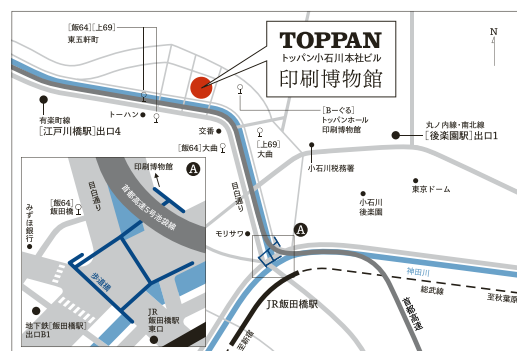 [飯64][上69]
東五軒町
TOPPAN
トッパン小石川本社ビル
印刷博物館
N
有楽町線
[江戸川橋駅]出口4
トーハン
交番
[飯64]大曲
[B−ぐる]
トッパンホール
印刷博物館
[上69]
大曲
丸ノ内線・南北線
[後楽園駅]出口1
小石川税務署
東京ドーム
小石川
後楽園
目白通り
モリサワ
A
神田川
総武線
至秋葉原
首都高速
JR飯田橋駅
至新宿
印刷博物館
A
首都高速5号池袋線
目白通り
[飯64]
飯田橋
みずほ銀行
歩道橋
地下鉄[飯田橋駅]
出口B1
JR
飯田橋駅
東口